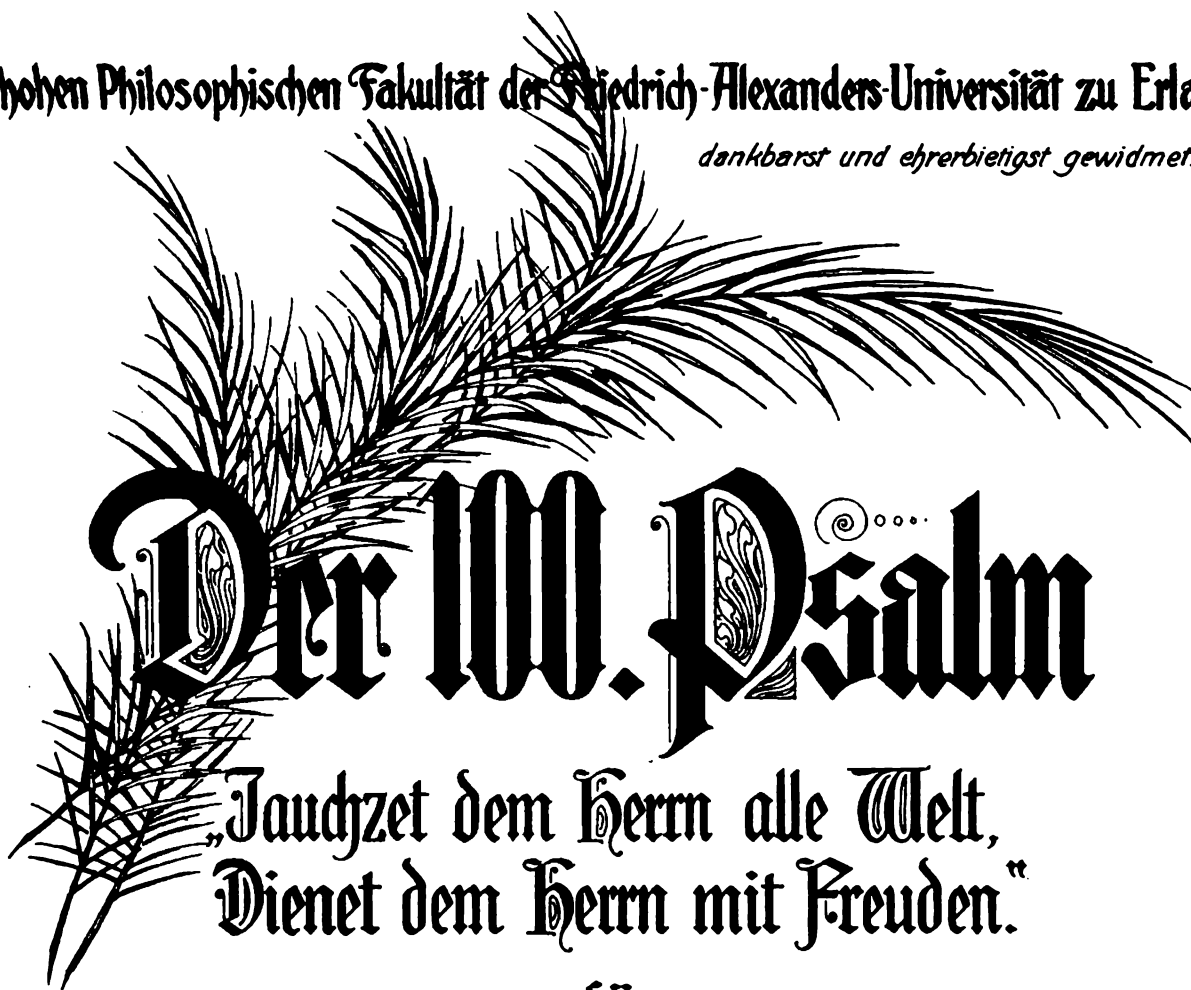 hohen Philosophischen Fakultät der Friedrich-Alexanders-Universität zu Erla
dankbarst und ehrerbietigst gewidmet.
Der 100. Psalm
„Jauchzet dem Herrn alle Welt,
Dienet dem Herrn mit Freuden.“